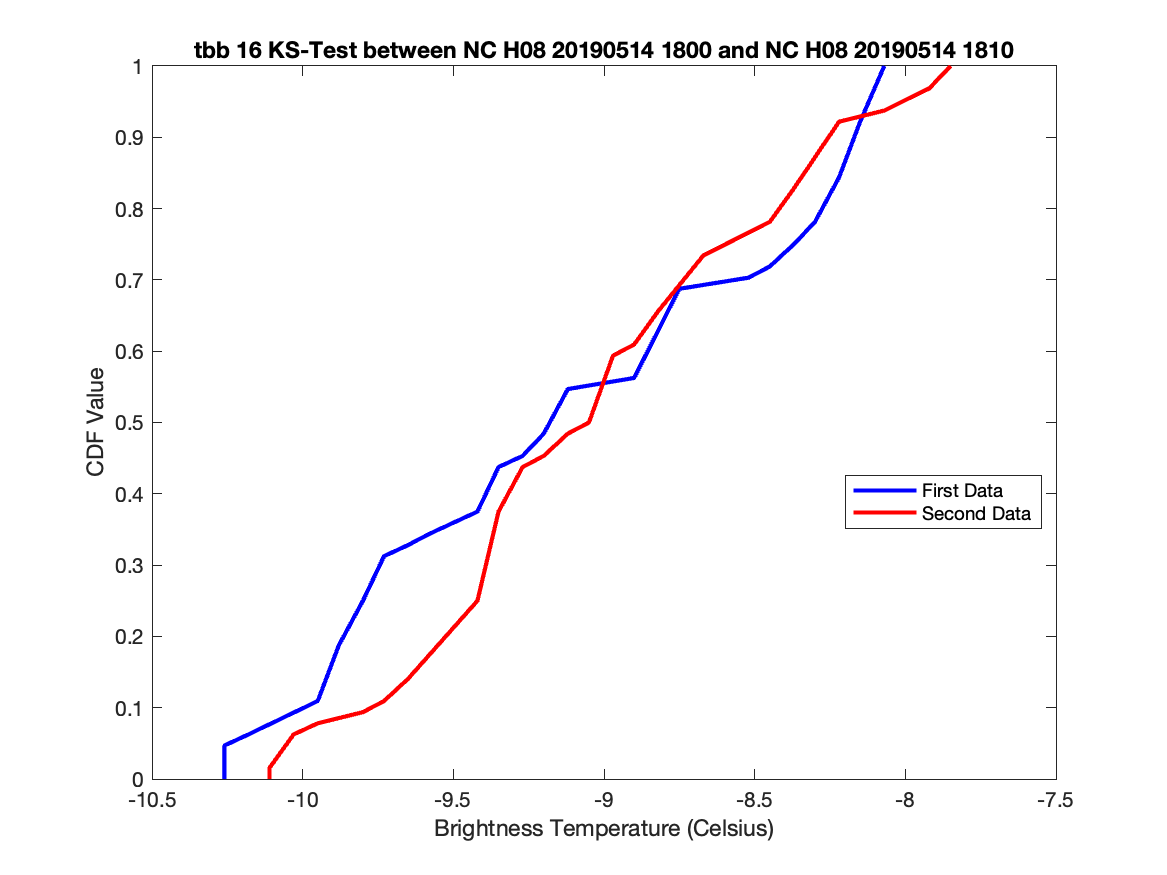 tbb 16 KS-Test between NC H08 20190514 1800 and NC H08 20190514 1810
1
0.9
0.8
0.7
0.6
0.5
0.4
0.3
0.2
0.1
0
CDF Value
First Data
Second Data
-10.5 -10 -9.5 -9 -8.5 -8 -7.5
Brightness Temperature (Celsius)